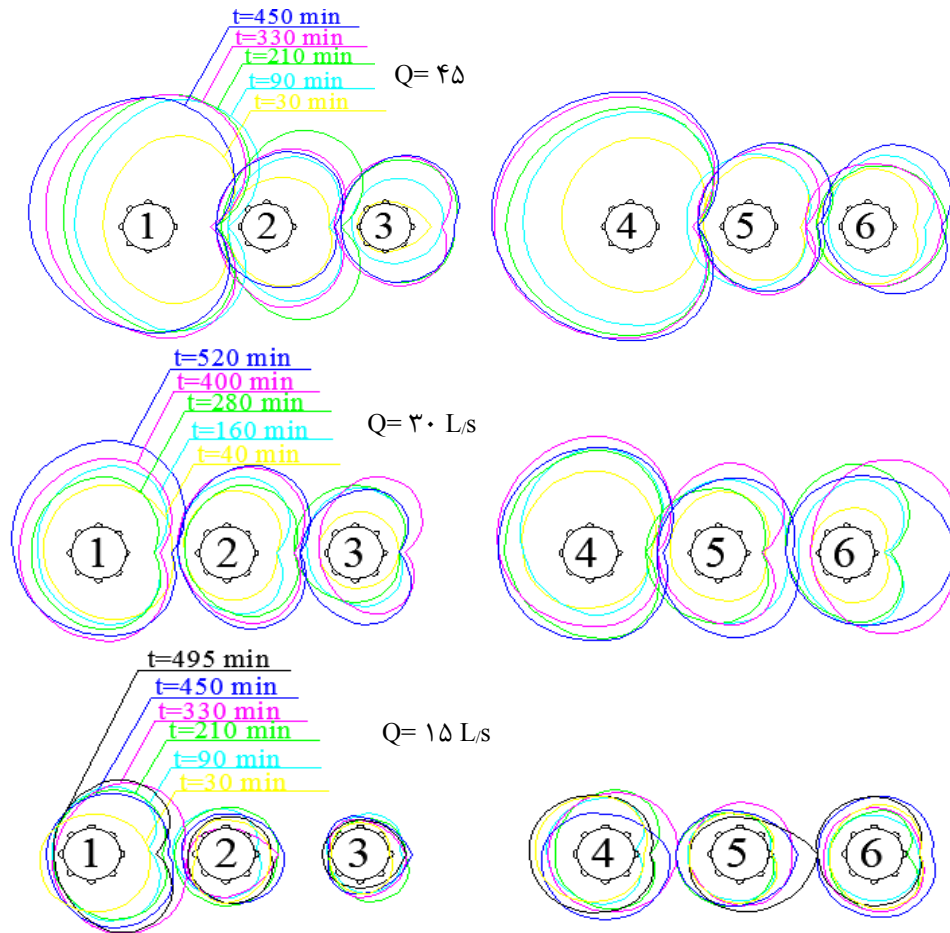 t=450 min
t=330 min
t=210 min
t=90 min
t=30 min
Q= ۴۵
1 2 3 4 5 6
t=520 min
t=400 min
t=280 min
t=160 min
t=40 min
Q= ۳۰ L/s
1 2 3 4 5 6
t=495 min
t=450 min
t=330 min
t=210 min
t=90 min
t=30 min
Q= ۱۵ L/s
1 2 3 4 5 6